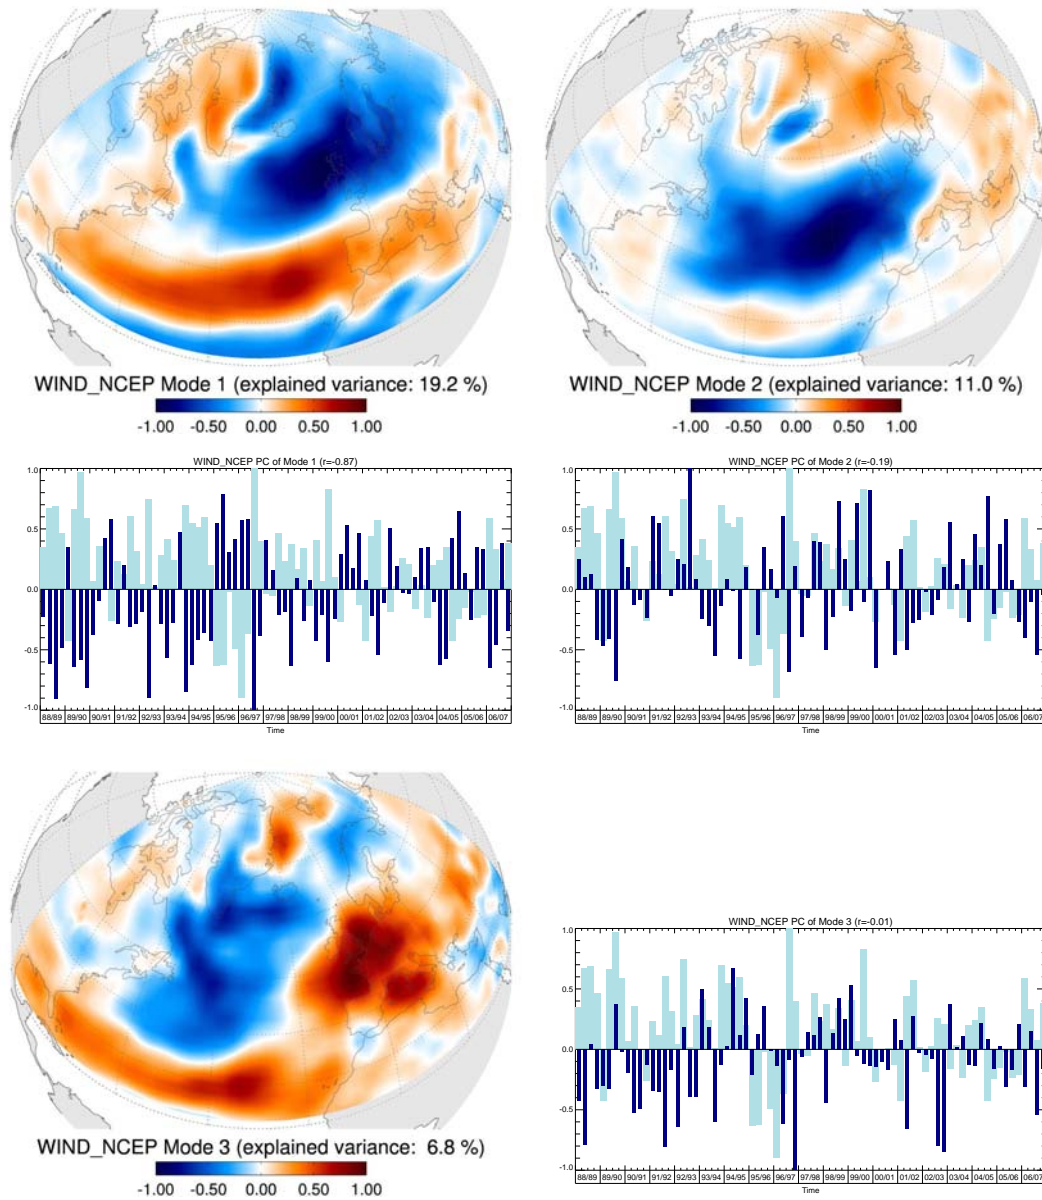 WIND_NCEP Mode 1 (explained variance: 19.2 %)
-1.00 -0.50 0.00 0.50 1.00
WIND_NCEP Mode 2 (explained variance: 11.0 %)
-1.00 -0.50 0.00 0.50 1.00
WIND_NCEP PC of Mode 1 (r=-0.87)
1.0
0.5
0.0
-0.5
-1.0
88/89 89/90 90/91 91/92 92/93 93/94 94/95 95/96 96/97 97/98 98/99 99/00 00/01 01/02 02/03 03/04 04/05 05/06 06/07
Time
WIND_NCEP PC of Mode 2 (r=-0.19)
1.0
0.5
0.0
-0.5
-1.0
88/89 89/90 90/91 91/92 92/93 93/94 94/95 95/96 96/97 97/98 98/99 99/00 00/01 01/02 02/03 03/04 04/05 05/06 06/07
Time
WIND_NCEP Mode 3 (explained variance: 6.8 %)
-1.00 -0.50 0.00 0.50 1.00
WIND_NCEP PC of Mode 3 (r=-0.01)
1.0
0.5
0.0
-0.5
-1.0
88/89 89/90 90/91 91/92 92/93 93/94 94/95 95/96 96/97 97/98 98/99 99/00 00/01 01/02 02/03 03/04 04/05 05/06 06/07
Time